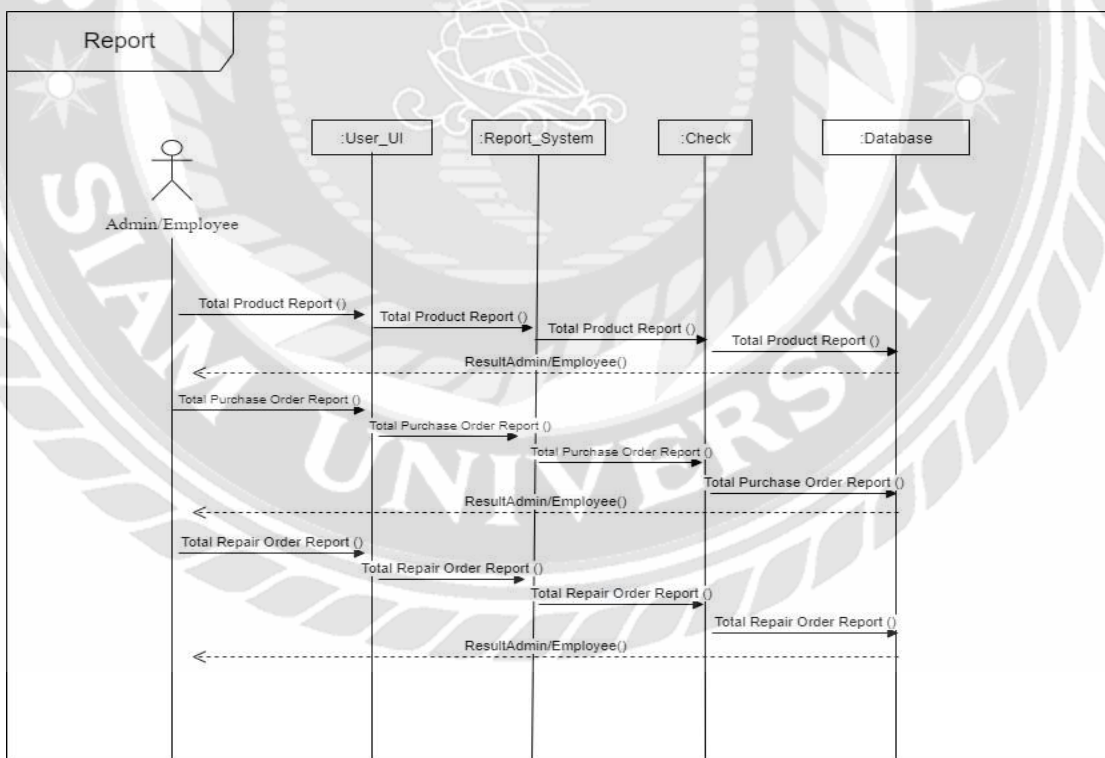 Report
:User_UI
:Report_System
:Check
:Database
Admin/Employee
Total Product Report ()
Total Product Report ()
Total Product Report ()
Total Product Report ()
ResultAdmin/Employee()
Total Purchase Order Report ()
Total Purchase Order Report ()
Total Purchase Order Report ()
Total Purchase Order Report ()
ResultAdmin/Employee()
Total Repair Order Report ()
Total Repair Order Report ()
Total Repair Order Report ()
Total Repair Order Report ()
ResultAdmin/Employee()
SIAM UNIVERSITY